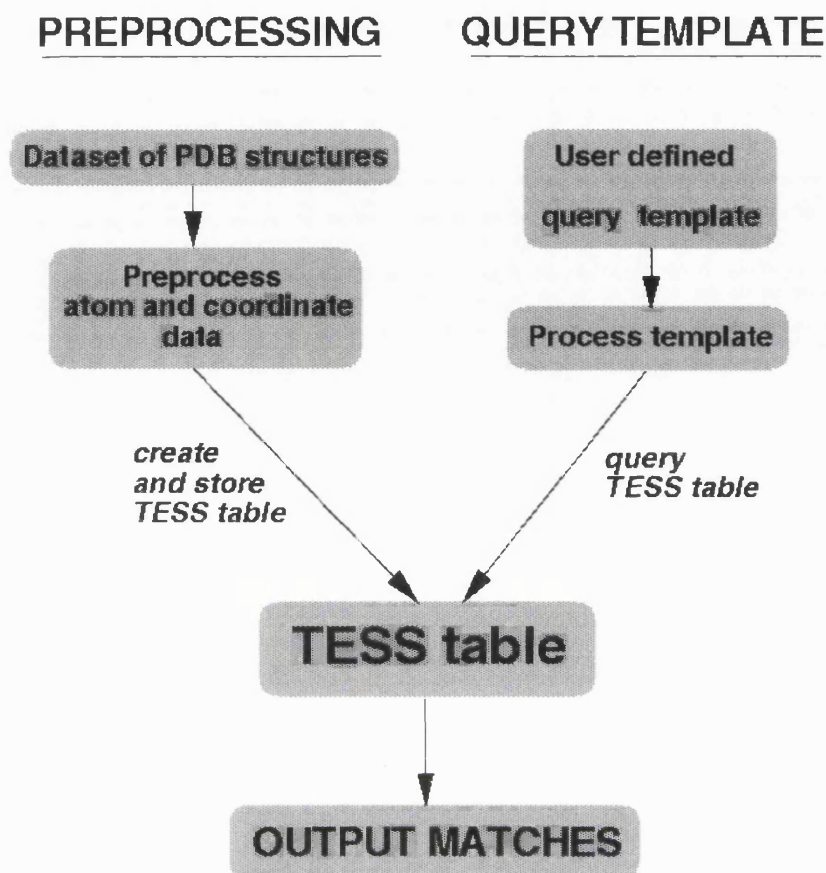 PREPROCESSING
QUERY TEMPLATE
Dataset of PDB structures
User defined
query template
Preprocess
atom and coordinate
data
Process template
create
and store
TESS table
query
TESS table
TESS table
OUTPUT MATCHES